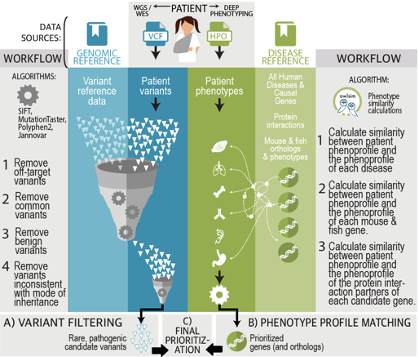 DATA
SOURCES:
WGS /
WES
PATIENT
DEEP
PHENOTYPING
VCF
HPO
WORKFLOW
GENOMIC
REFERENCE
DISEASE
REFERENCE
WORKFLOW
ALGORITHMS:
SIFT,
MutationTaster,
Polyphen2,
Jannovar
1 Remove
off-target
variants
2 Remove
common
variants
3 Remove
benign
variants
4 Remove
variants
inconsistent
with mode of
inheritance
Variant
reference
data
Patient
variants
Patient
phenotypes
All Human
Diseases &
Causal
Genes
Protein
interactions
Mouse & fish
orthologs
& phenotypes
ALGORITHM:
owlsim
Phenotype
similarity
calculations
1 Calculate similarity
between patient
phenoprofile and
the phenoprofile
of each disease
2 Calculate similarity
between patient
phenoprofile and
the phenoprofile
of each mouse &
fish gene.
3 Calculate similarity
between patient
phenoprofile and
the phenoprofile of
the protein inter-
action partners of
each candidate gene.
A) VARIANT FILTERING
Rare, pathogenic
candidate variants
C)
FINAL
PRIORITIZ-
ATION
B) PHENOTYPE PROFILE MATCHING
Prioritized
genes (and orthologs)